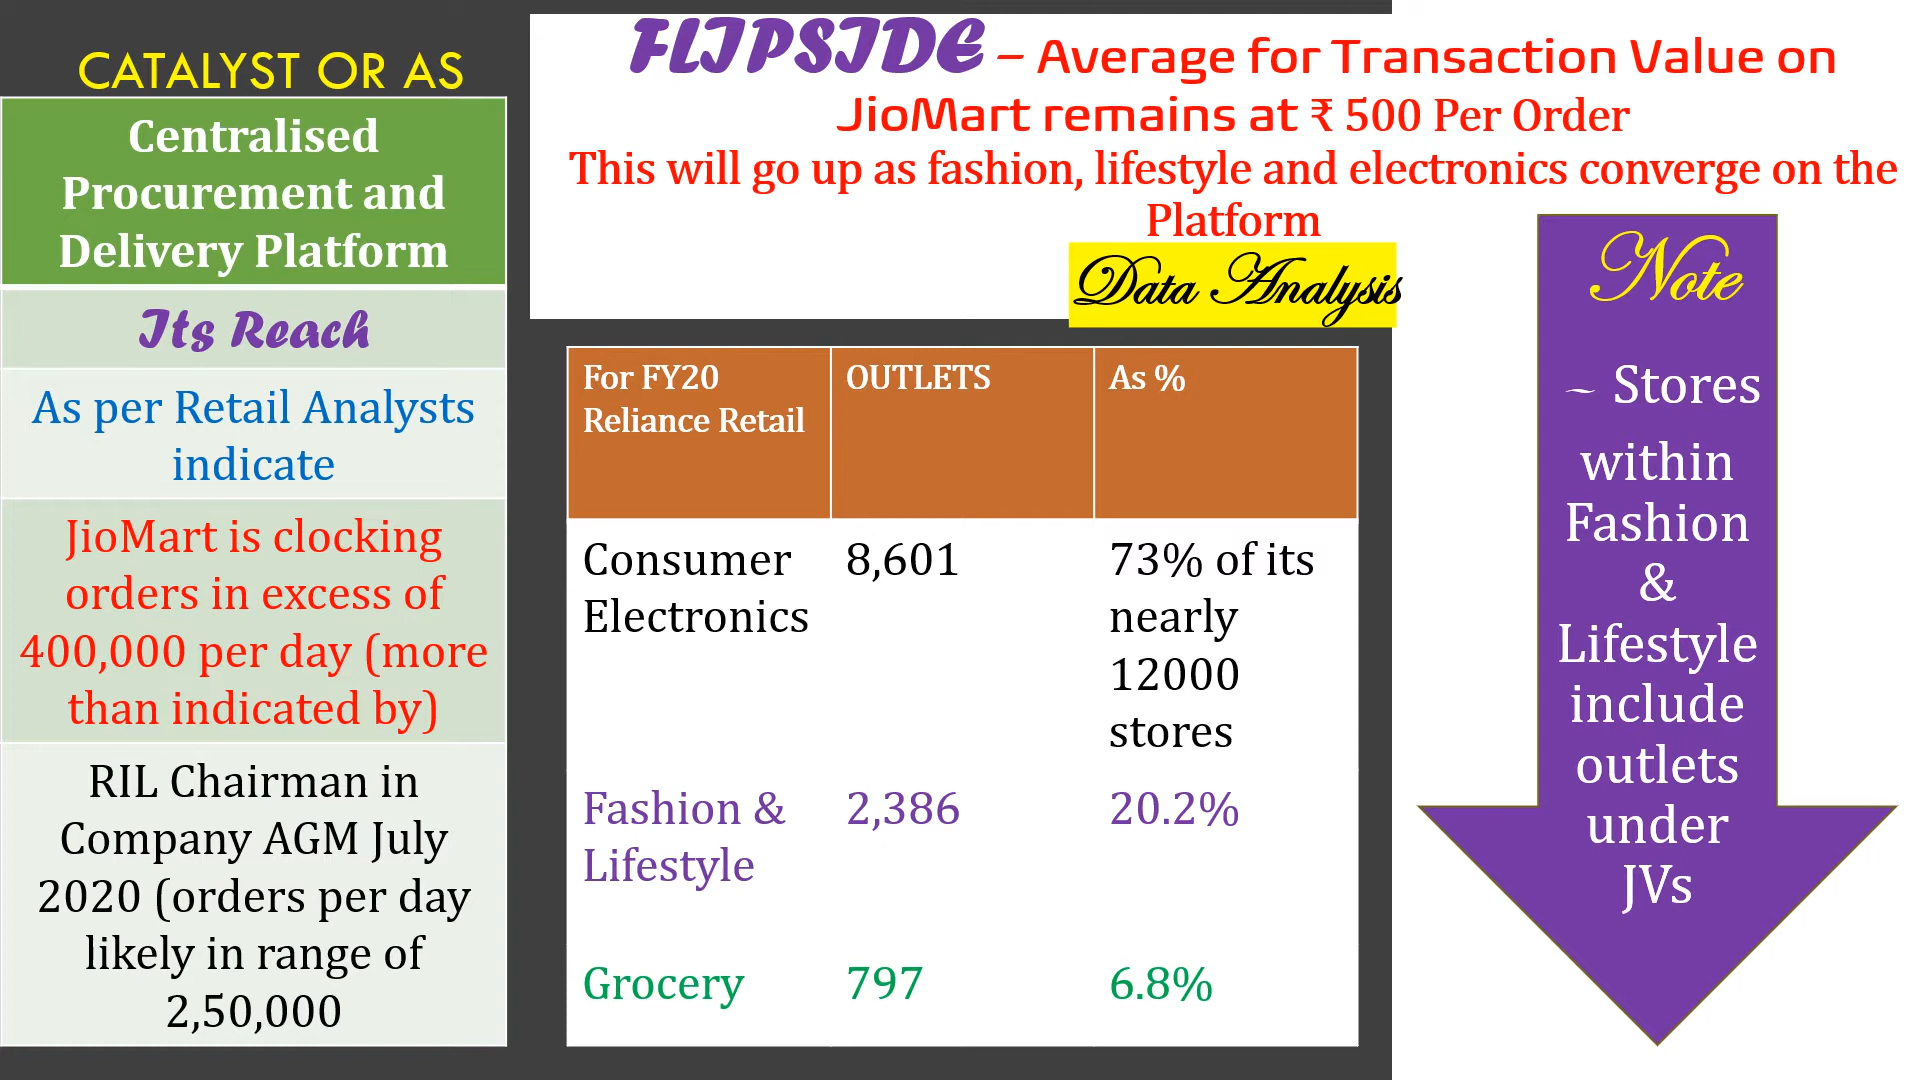 CATALYST OR AS
Centralised
Procurement and
Delivery Platform
Its Reach
As per Retail Analysts
indicate
JioMart is clocking
orders in excess of
400,000 per day (more
than indicated by)
RIL Chairman in
Company AGM July
2020 (orders per day
likely in range of
2,50,000
FLIPSIDE – Average for Transaction Value on
JioMart remains at ₹ 500 Per Order
This will go up as fashion, lifestyle and electronics converge on the
Platform
Data Analysis
For FY20 OUTLETS As %
Reliance Retail
Consumer 8,601 73% of its
Electronics nearly
12000
stores
Fashion & 2,386 20.2%
Lifestyle
Grocery 797 6.8%
Note
– Stores
within
Fashion
&
Lifestyle
include
outlets
under
JVs